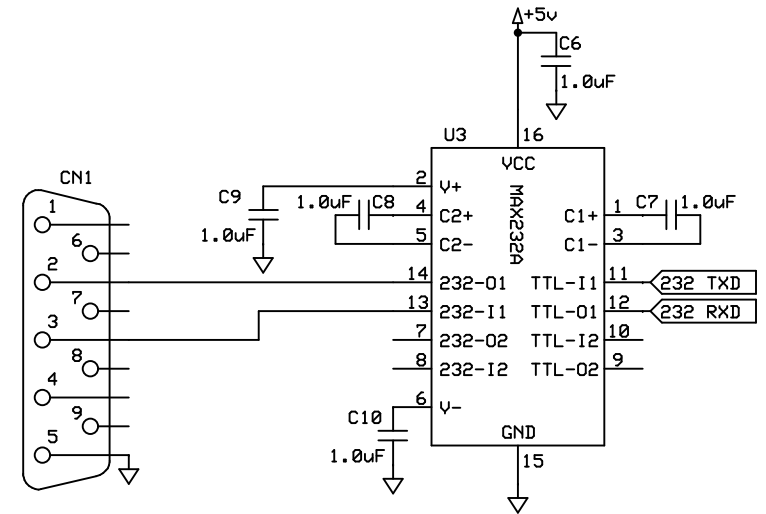 +5v
C6
1.0uF
U3
16
VCC
CN1
2 V+
MAX232A
C9
1.0uF
1.0uF C8
4 C2+
C1+ 1
C7 1.0uF
5 C2-
C1- 3
1
6
2
14 232-O1
TTL-I1 11
232 TXD
7
13 232-I1
TTL-O1 12
232 RXD
3
7 232-O2
TTL-I2 10
8
8 232-I2
TTL-O2 9
4
9
6 V-
C10
1.0uF
5
GND
15